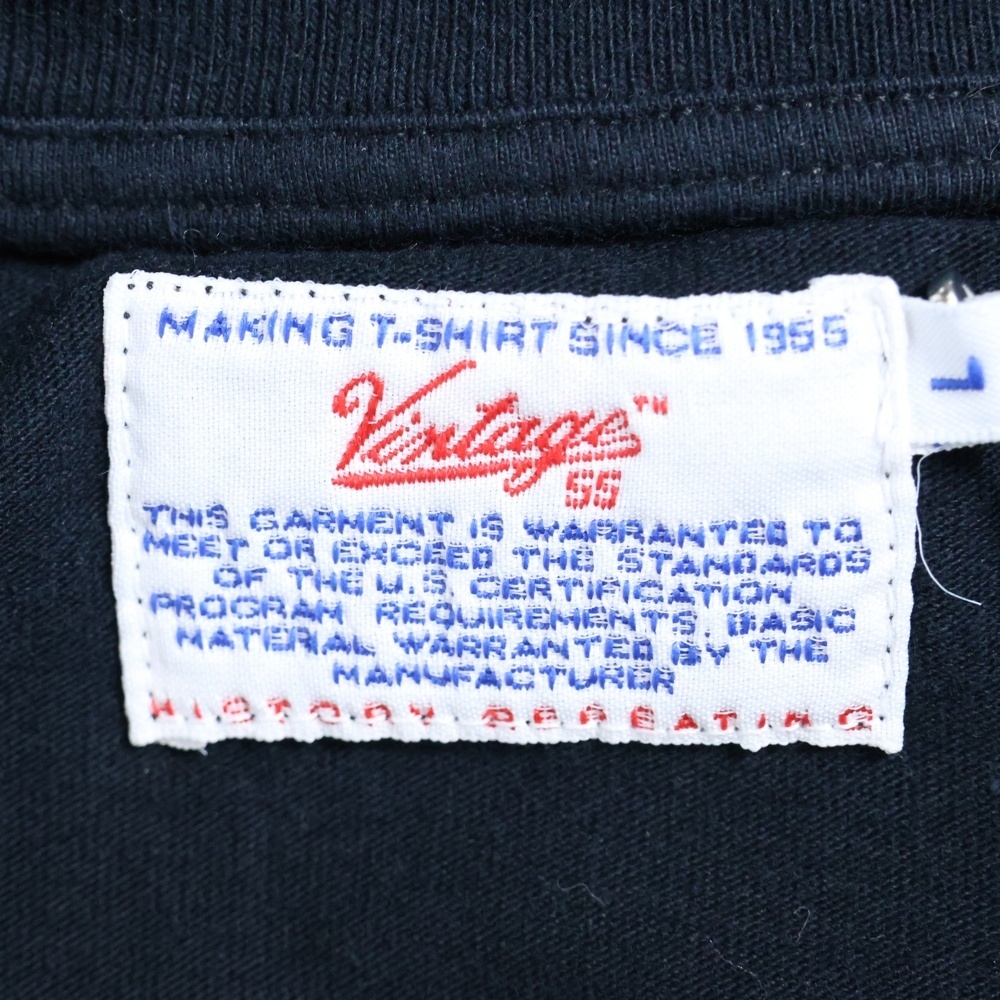 MAKING T-SHIRT SINCE 1955
L
Vintage™
55
THIS GARMENT IS WARRANTED TO
MEET OR EXCEED THE STANDARDS
OF THE U.S. CERTIFICATION
PROGRAM REQUIREMENTS. BASIC
MATERIAL WARRANTED BY THE
MANUFACTURER
HISTORY REPEATING